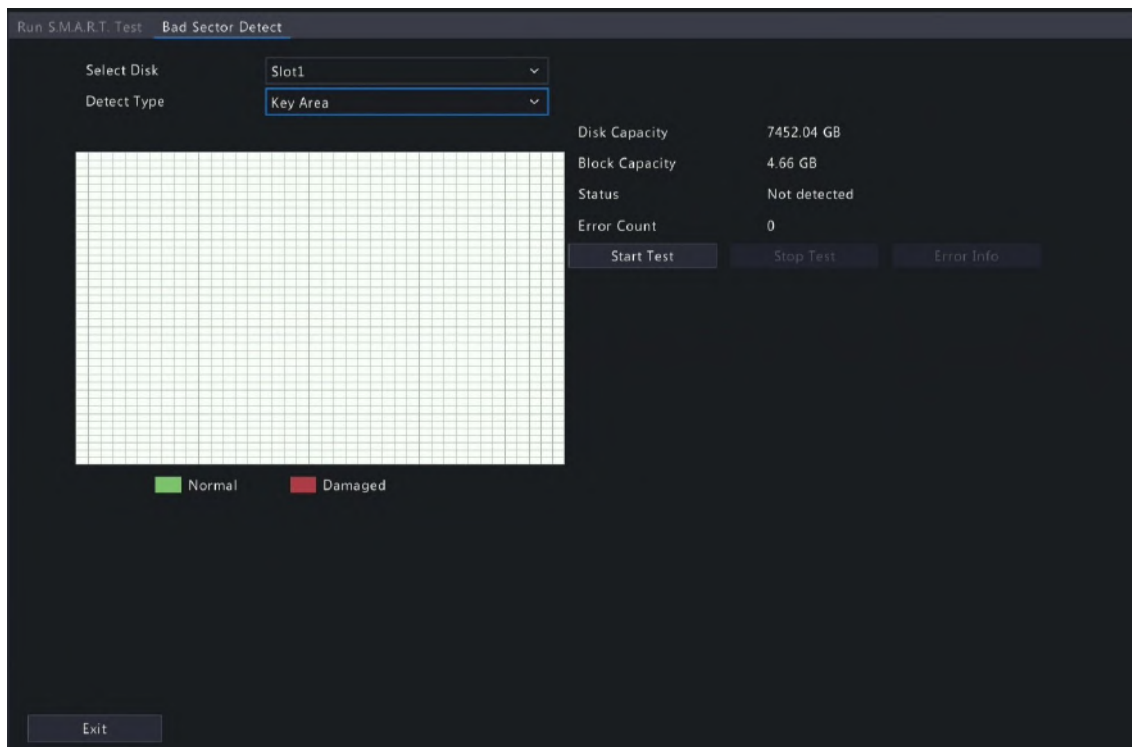 Run S.M.A.R.T. Test Bad Sector Detect
Select Disk Slot1
Detect Type Key Area
Disk Capacity 7452.04 GB
Block Capacity 4.66 GB
Status Not detected
Error Count 0
Start Test Stop Test Error Info
Normal Damaged
Exit